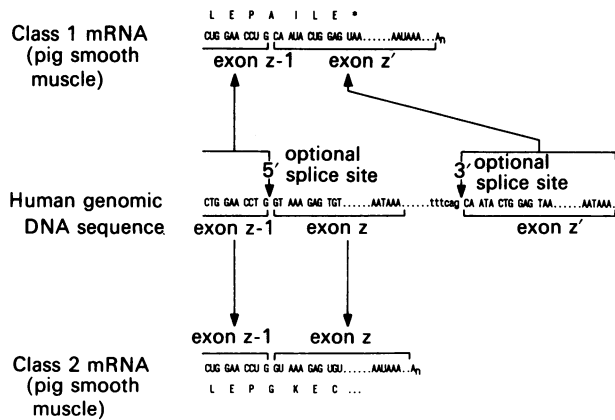 L E P A I L E *
Class 1 mRNA
(pig smooth
muscle)
CUG GAA CCU G CA AUA CUG GAG UAA......AAUAAA...An
exon z-1 exon z′
5′ optional
splice site
3′ optional
splice site
Human genomic
DNA sequence
CTG GAA CCT G GT AAA GAG TGT......AATAAA......tttcag CA ATA CTG GAG TAA.....AATAAA.
exon z-1 exon z exon z′
exon z-1 exon z
Class 2 mRNA
(pig smooth
muscle)
CUG GAA CCU G GU AAA GAG UGU......AAUAAA..An
L E P G K E C ...